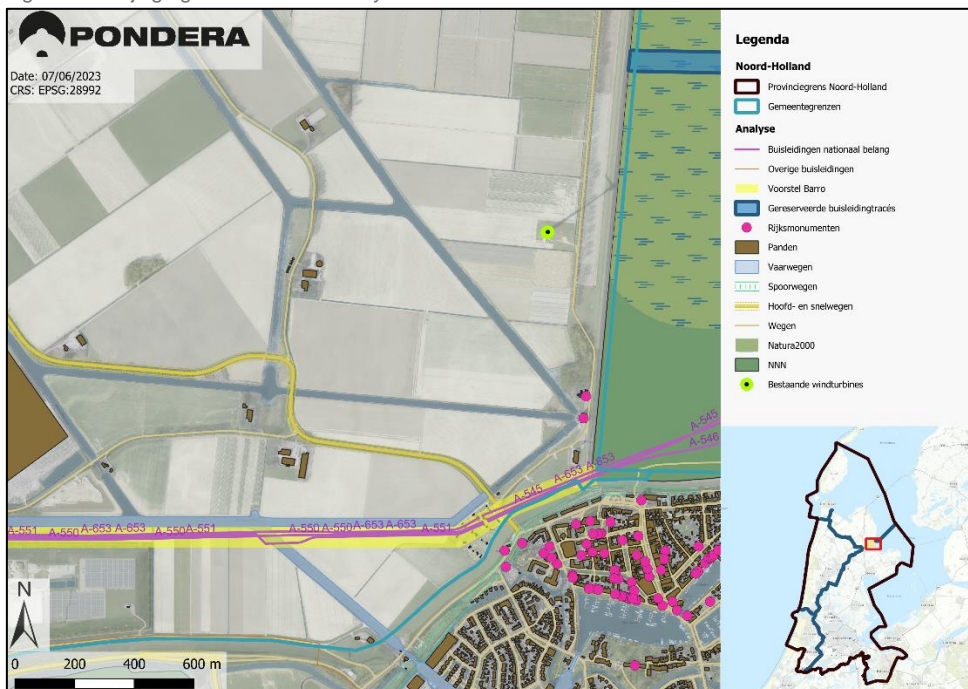 PONDERA
Date: 07/06/2023
CRS: EPSG:28992
A-545
A-546
A-653
A-653
A-545
A-551
A-550
A-653
A-653
A-550
A-551
A-550
A-550
A-653
A-653
A-551
N
0 200 400 600 m
Legenda
Noord-Holland
Provinciegrens Noord-Holland
Gemeentegrenzen
Analyse
Buisleidingen nationaal belang
Overige buisleidingen
Voorstel Barro
Gereserveerde buisleidingtracés
Rijksmonumenten
Panden
Vaarwegen
Spoorwegen
Hoofd- en snelwegen
Wegen
Natura2000
NNN
Bestaande windturbines